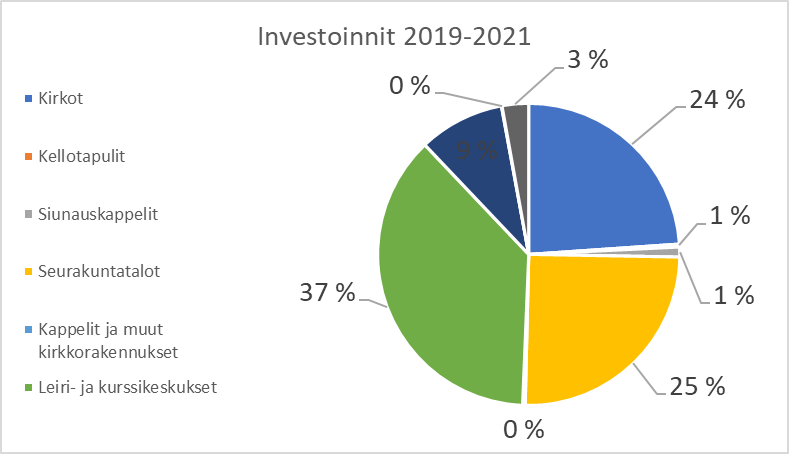 Investoinnit 2019-2021
Kirkot
Kellotapulit
Siunauskappelit
Seurakuntatalot
Kappelit ja muut
kirkkorakennukset
Leiri- ja kurssikeskukset
3 %
0 %
24 %
9 %
1 %
37 %
1 %
25 %
0 %